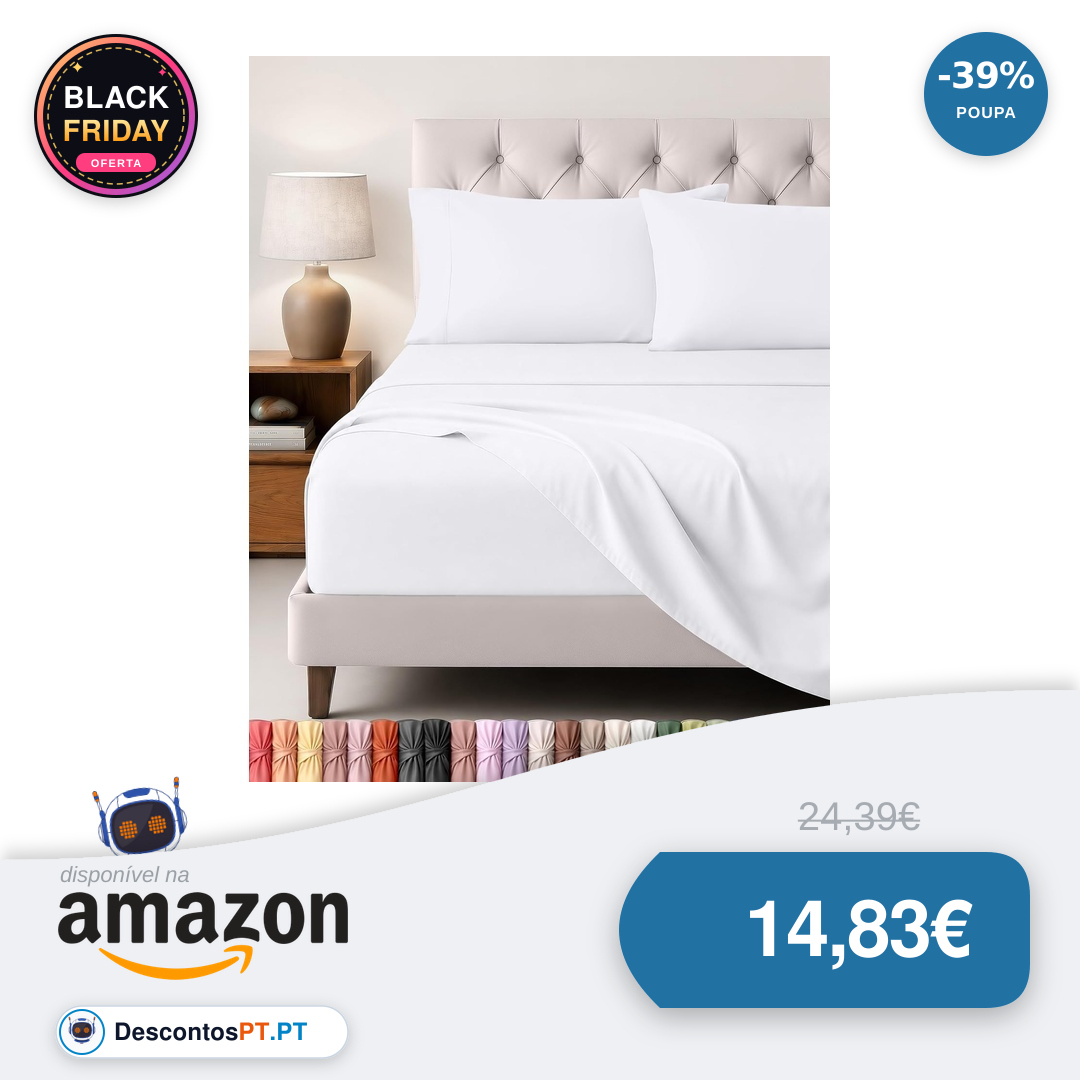 BLACK
FRIDAY
OFERTA
-39%
POUPA
24,39€
14,83€
disponível na
amazon
DescontosPT.PT